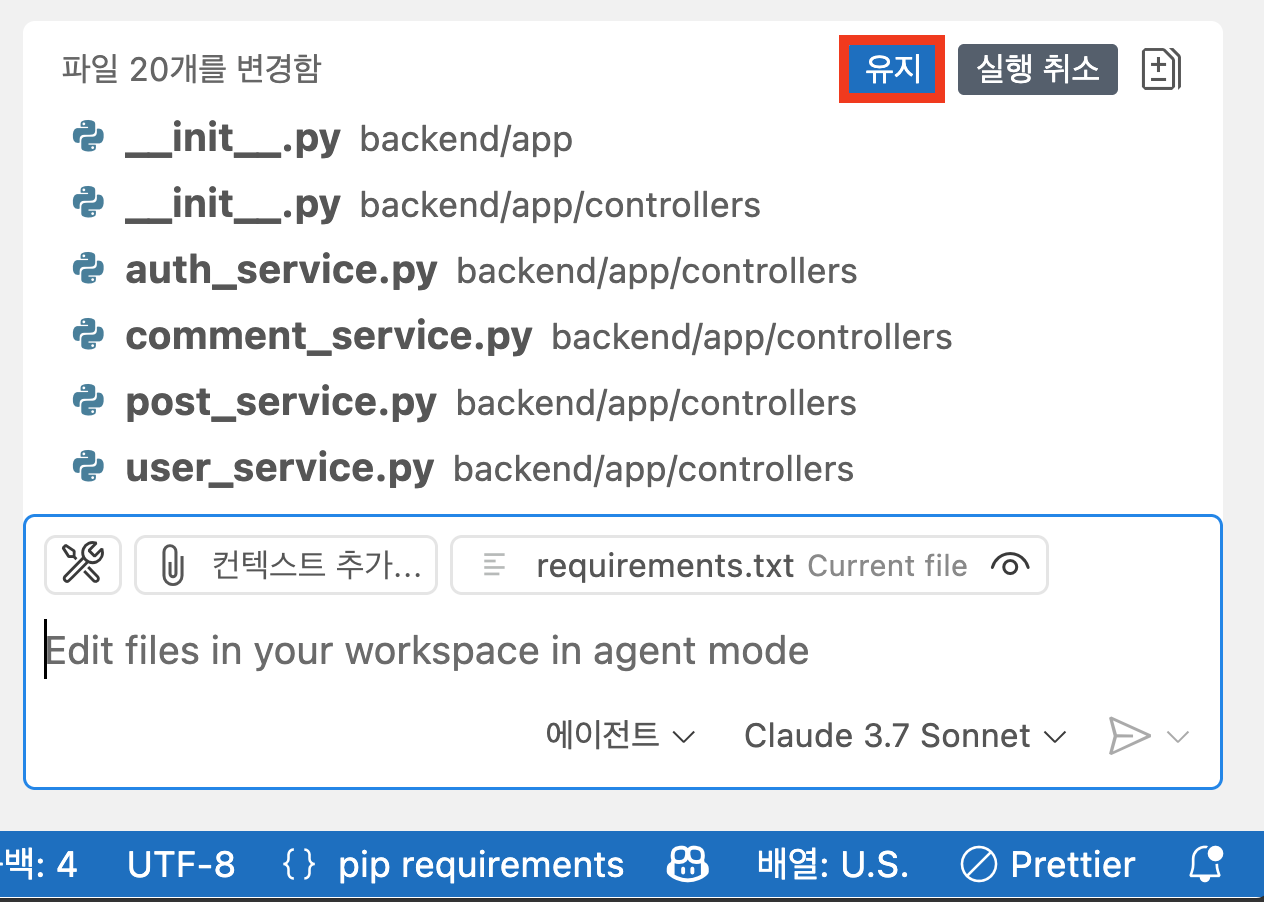 파일 20개를 변경함 유지 실행 취소
__init__.py backend/app
__init__.py backend/app/controllers
auth_service.py backend/app/controllers
comment_service.py backend/app/controllers
post_service.py backend/app/controllers
user_service.py backend/app/controllers
컨텍스트 추가... requirements.txt Current file
Edit files in your workspace in agent mode
에이전트 Claude 3.7 Sonnet
백: 4 UTF-8 {} pip requirements 배열: U.S. Prettier